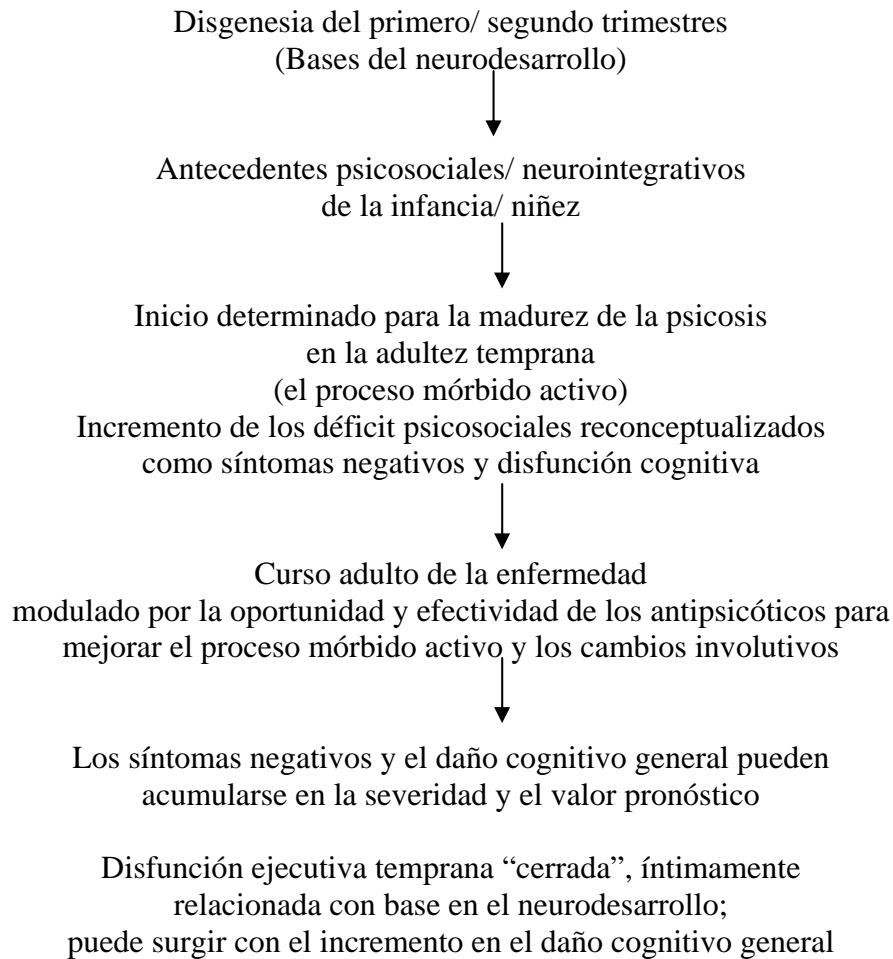 Disgenesia del primero/ segundo trimestres
(Bases del neurodesarrollo)
Antecedentes psicosociales/ neurointegrativos
de la infancia/ niñez
Inicio determinado para la madurez de la psicosis
en la adultez temprana
(el proceso mórbido activo)
Incremento de los déficit psicosociales reconceptualizados
como síntomas negativos y disfunción cognitiva
Curso adulto de la enfermedad
modulado por la oportunidad y efectividad de los antipsicóticos para
mejorar el proceso mórbido activo y los cambios involutivos
Los síntomas negativos y el daño cognitivo general pueden
acumularse en la severidad y el valor pronóstico
Disfunción ejecutiva temprana “cerrada”, íntimamente
relacionada con base en el neurodesarrollo;
puede surgir con el incremento en el daño cognitivo general